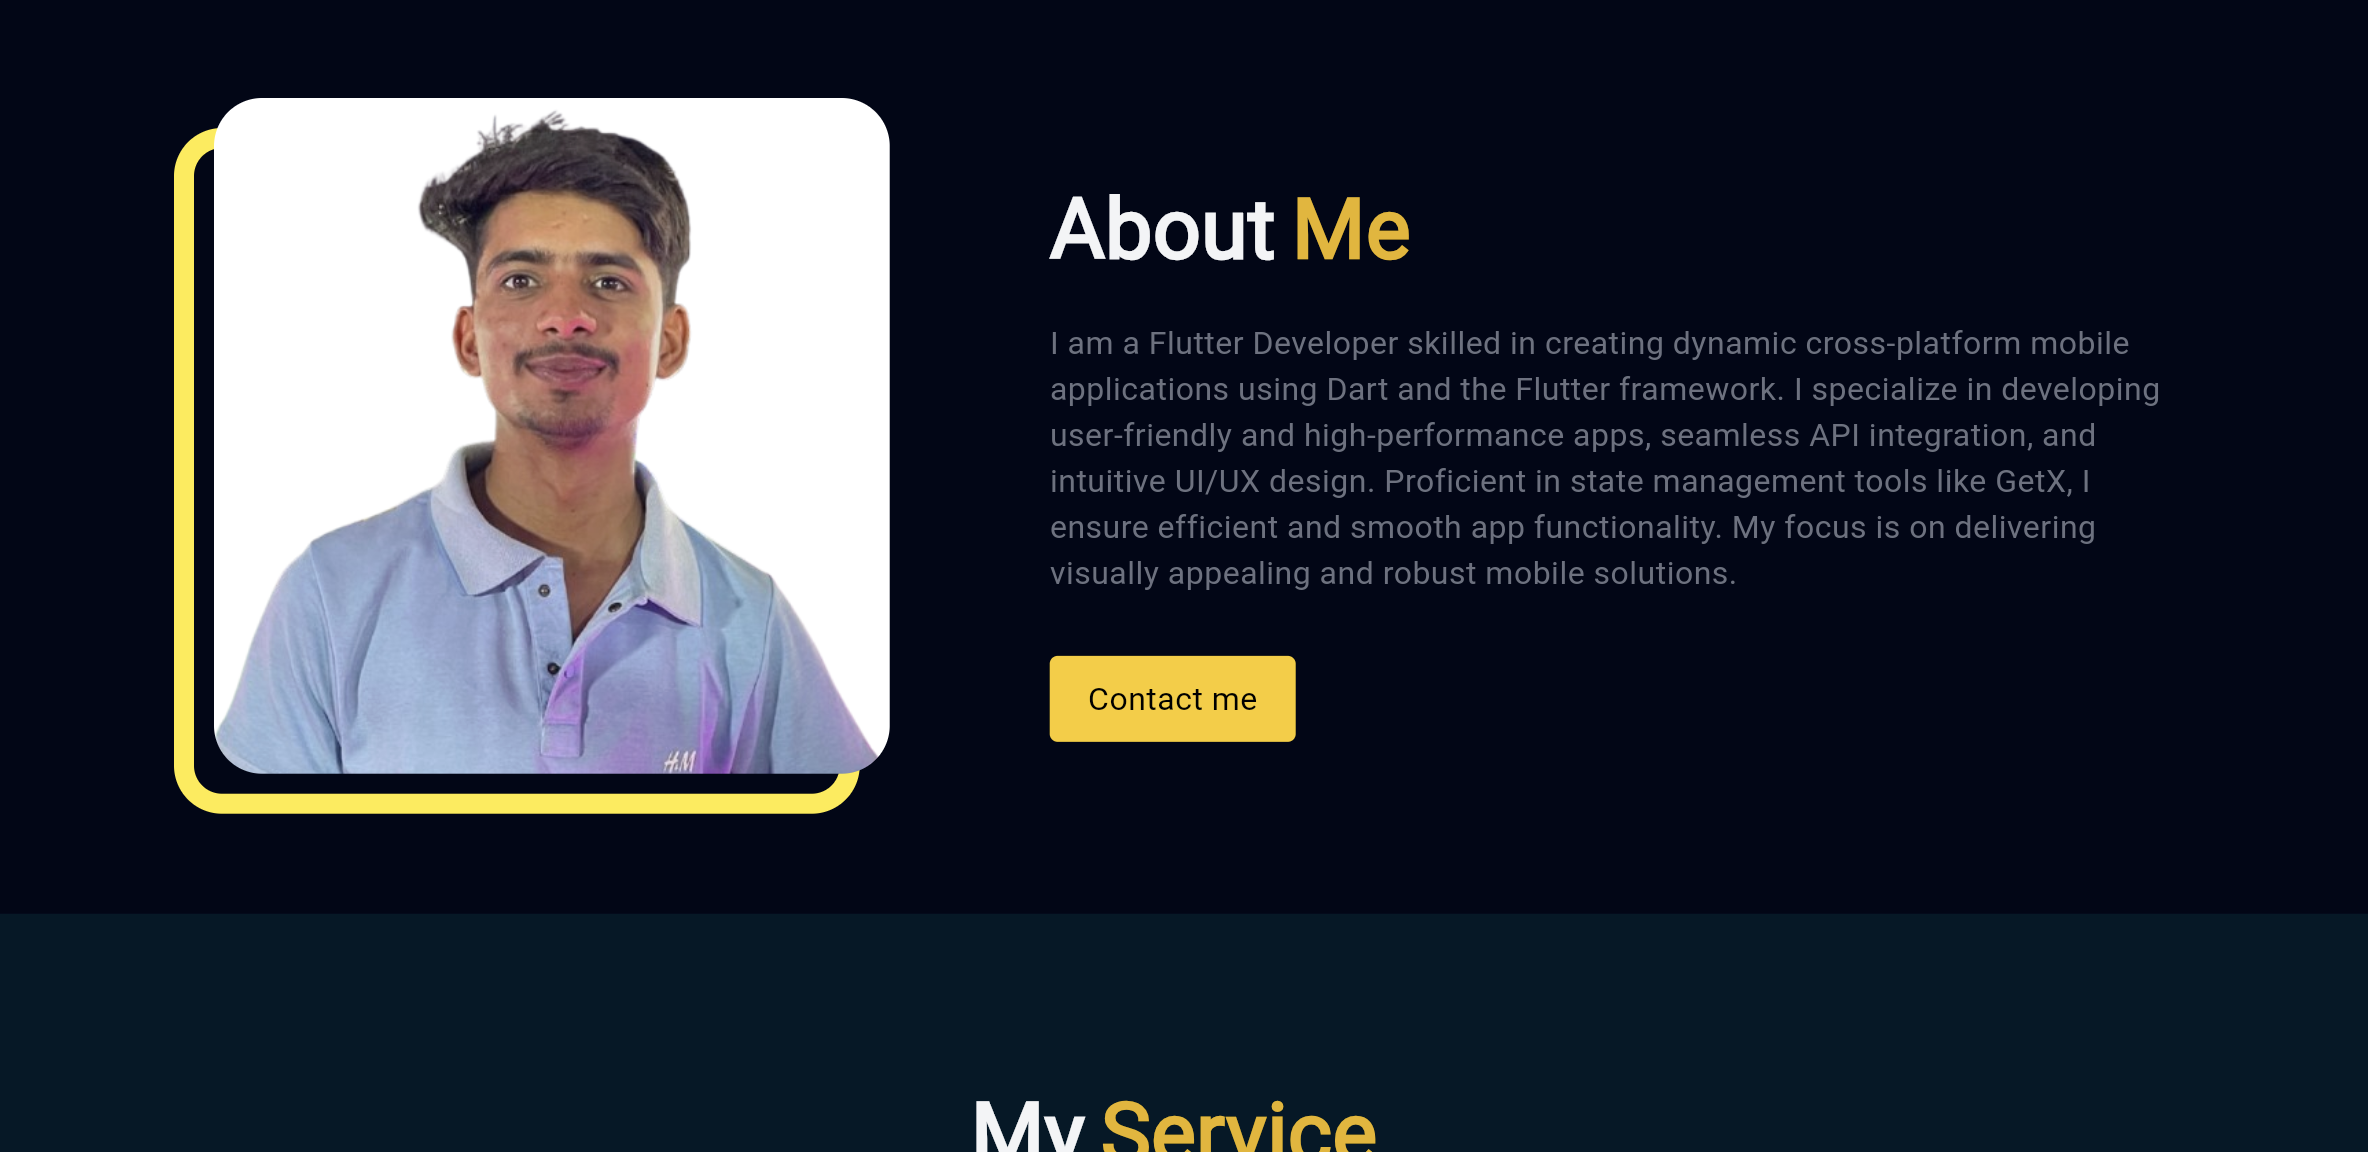 About Me
I am a Flutter Developer skilled in creating dynamic cross-platform mobile
applications using Dart and the Flutter framework. I specialize in developing
user-friendly and high-performance apps, seamless API integration, and
intuitive UI/UX design. Proficient in state management tools like GetX, I
ensure efficient and smooth app functionality. My focus is on delivering
visually appealing and robust mobile solutions.
Contact me
H&M
My Service